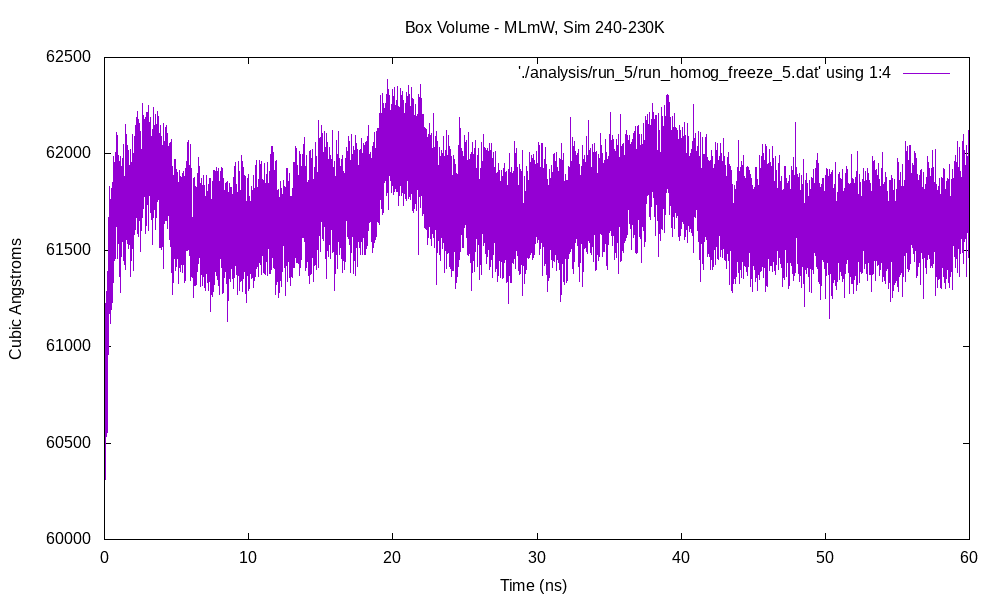 Box Volume - MLmW, Sim 240-230K
'./analysis/run_5/run_homog_freeze_5.dat' using 1:4
62500
62000
61500
61000
60500
60000
Cubic Angstroms
0 10 20 30 40 50 60
Time (ns)